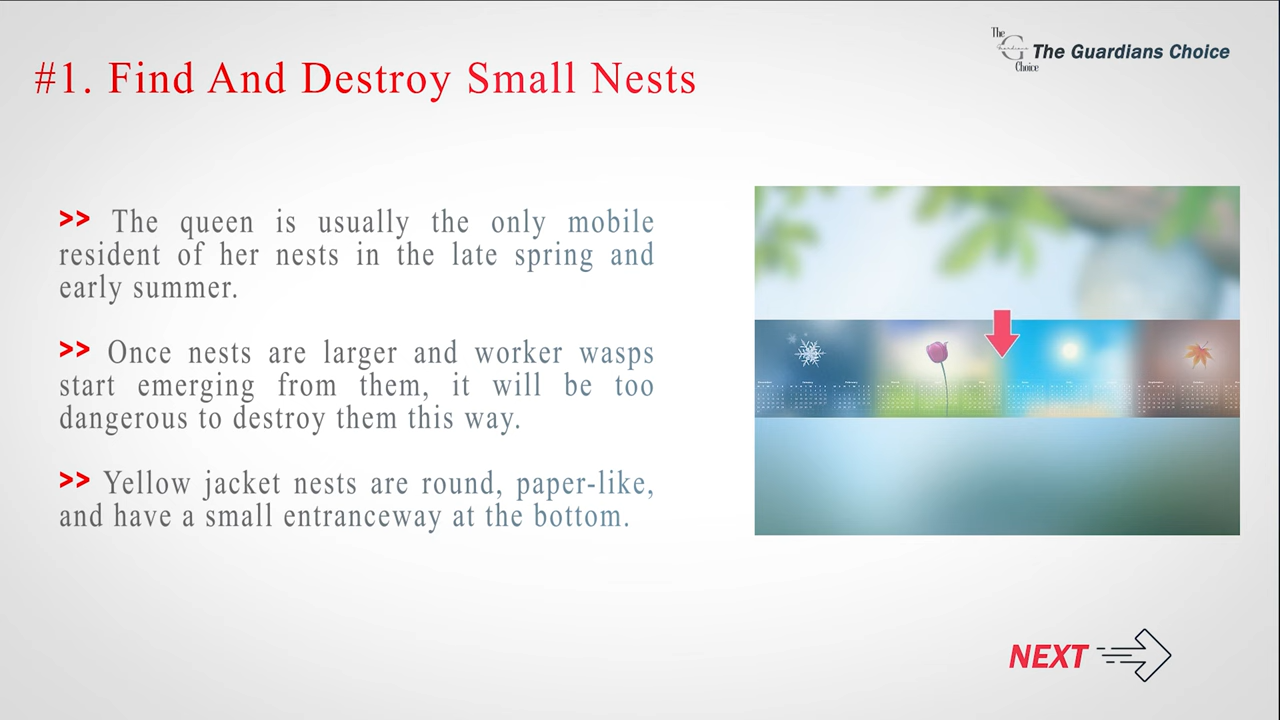 The
G
Choice
The Guardians Choice
#1. Find And Destroy Small Nests
>> The queen is usually the only mobile
resident of her nests in the late spring and
early summer.
>> Once nests are larger and worker wasps
start emerging from them, it will be too
dangerous to destroy them this way.
>> Yellow jacket nests are round, paper-like,
and have a small entranceway at the bottom.
NEXT